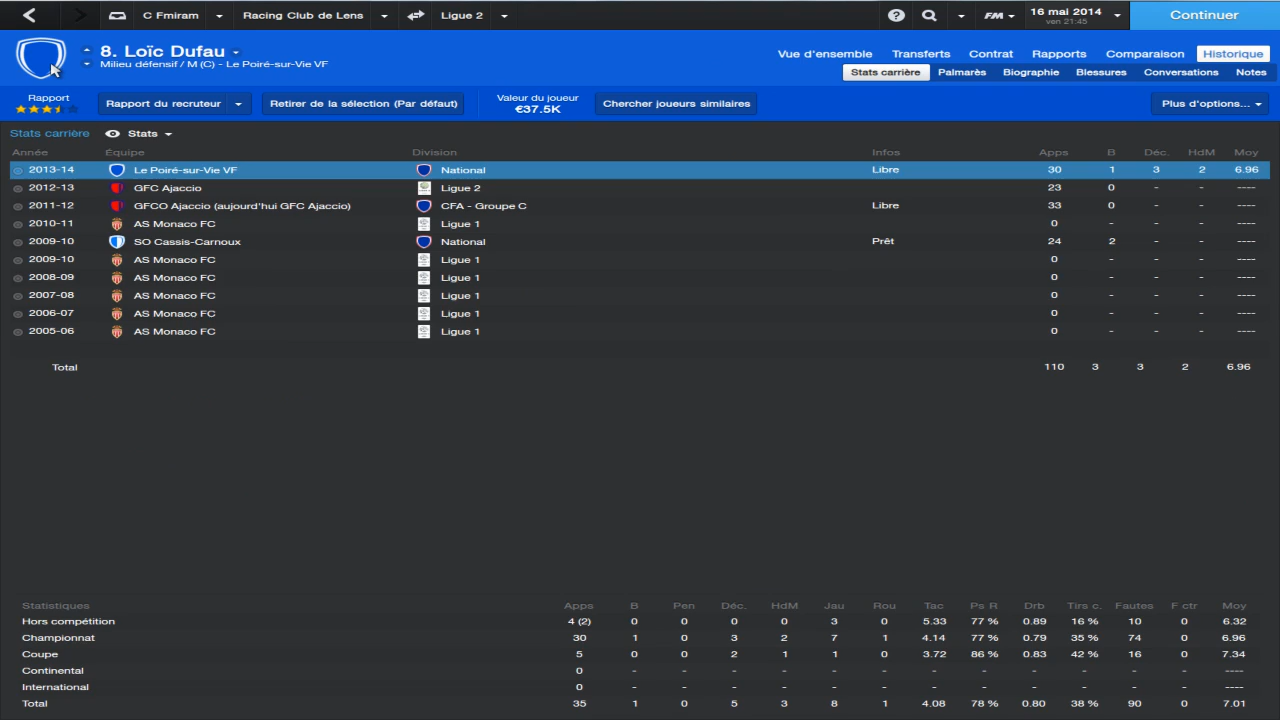 C Fmiram Racing Club de Lens Ligue 2 ? FM 16 mai 2014 Continuer
ven 21:45
8. Loïc Dufau
Milieu défensif / M (C) - Le Poiré-sur-Vie VF
Vue d'ensemble Transferts Contrat Rapports Comparaison Historique
Stats carrière Palmarès Biographie Blessures Conversations Notes
Rapport Rapport du recruteur Retirer de la sélection (Par défaut) Valeur du joueur Chercher joueurs similaires Plus d'options...
€37.5K
Stats carrière Stats
Année Équipe Division Infos Apps B Déc. HdM Moy
2013-14 Le Poiré-sur-Vie VF National Libre 30 1 3 2 6.96
2012-13 GFC Ajaccio Ligue 2 23 0 - - ----
2011-12 GFCO Ajaccio (aujourd'hui GFC Ajaccio) CFA - Groupe C Libre 33 0 - - ----
2010-11 AS Monaco FC Ligue 1 0 - - - ----
2009-10 SO Cassis-Carnoux National Prêt 24 2 - - ----
2009-10 AS Monaco FC Ligue 1 0 - - - ----
2008-09 AS Monaco FC Ligue 1 0 - - - ----
2007-08 AS Monaco FC Ligue 1 0 - - - ----
2006-07 AS Monaco FC Ligue 1 0 - - - ----
2005-06 AS Monaco FC Ligue 1 0 - - - ----
Total 110 3 3 2 6.96
Statistiques Apps B Pen Déc. HdM Jau Rou Tac Ps R Drb Tirs c. Fautes F ctr Moy
Hors compétition 4 (2) 0 0 0 0 3 0 5.33 77 % 0.89 16 % 10 0 6.32
Championnat 30 1 0 3 2 7 1 4.14 77 % 0.79 35 % 74 0 6.96
Coupe 5 0 0 2 1 1 0 3.72 86 % 0.83 42 % 16 0 7.34
Continental 0 - - - - - - - - - - - - ----
International 0 - - - - - - - - - - - - ----
Total 35 1 0 5 3 8 1 4.08 78 % 0.80 38 % 90 0 7.01